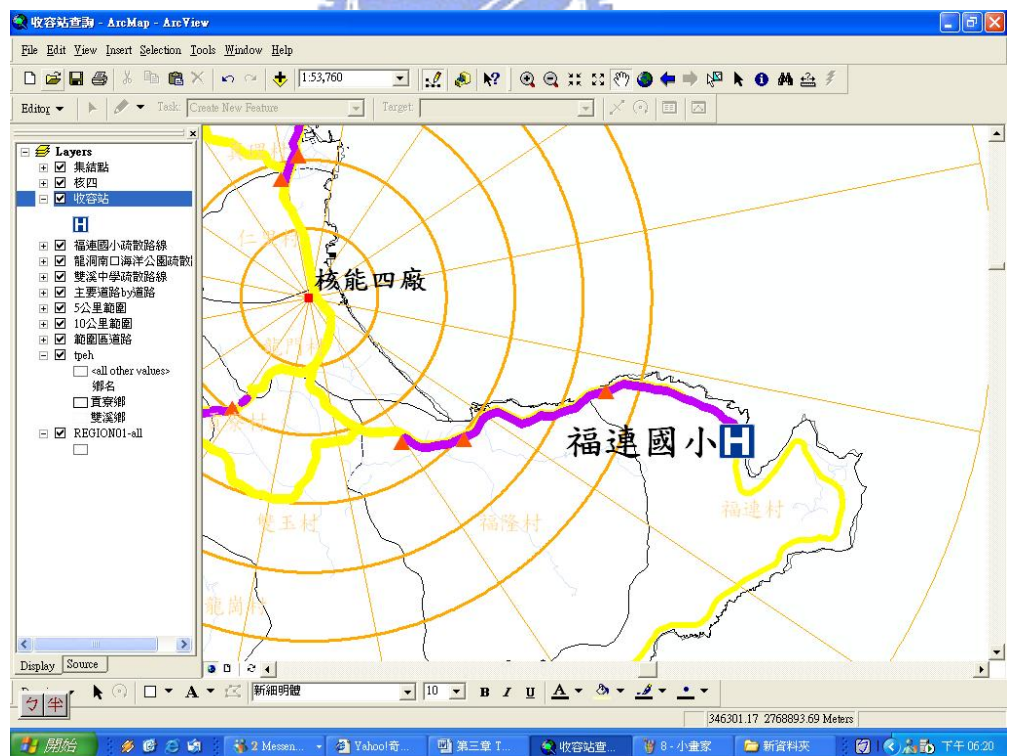 收容站查詢 - ArcMap - ArcView
File Edit View Insert Selection Tools Window Help
1:53,760
Editor Task: Create New Feature Target:
Layers
集結點
核四
收容站
H
福連國小疏散路線
龍洞南口海洋公園疏散
雙溪中學疏散路線
主要道路by道路
5公里範圍
10公里範圍
範圍區道路
tpeh
<all other values>
鄉名
貢寮鄉
雙溪鄉
REGION01-all
仁里村
核能四廠
龍門村
福連國小H
雙玉村
福隆村
福連村
龍崗村
Display Source
新細明體 10 B I U A
ㄅ半
346301.17 2768893.69 Meters
開始 2 Messen... Yahoo!奇... 第三章 T... 收容站查... 8 - 小畫家 新資料夾 下午 06:20